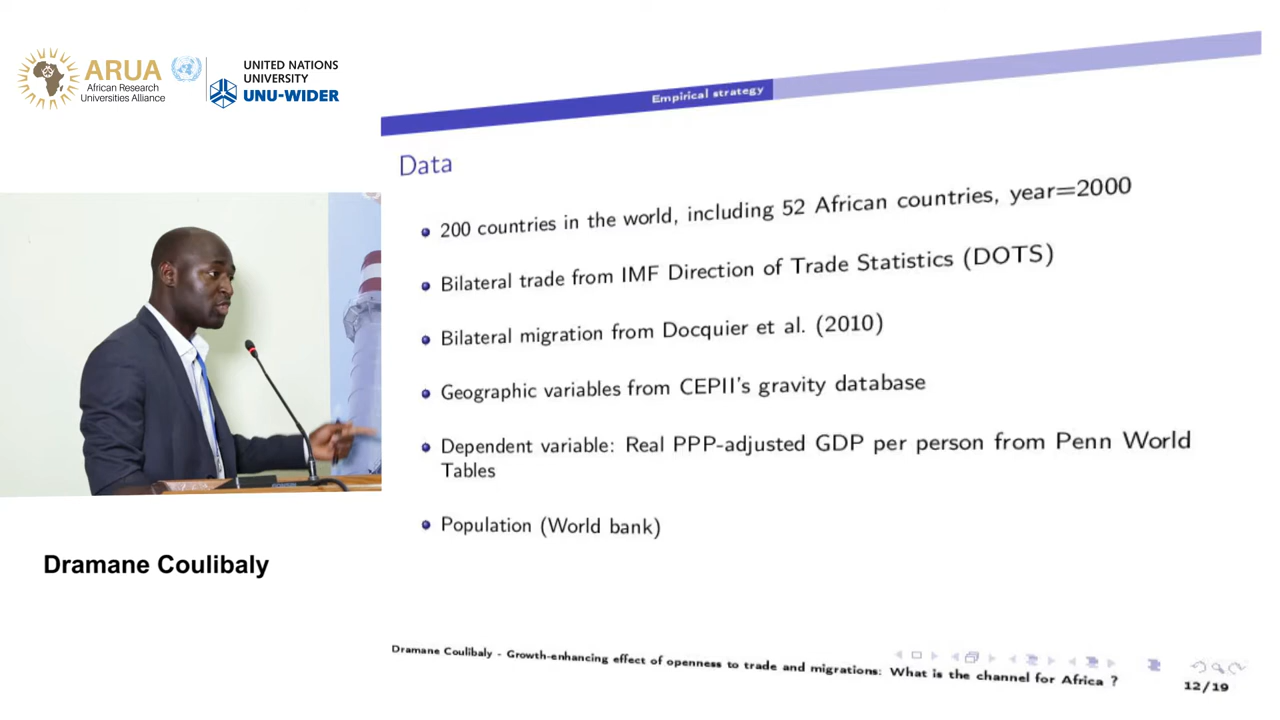 ARUA
African Research
Universities Alliance
UNITED NATIONS
UNIVERSITY
UNU-WIDER
Empirical strategy
Data
200 countries in the world, including 52 African countries, year=2000
Bilateral trade from IMF Direction of Trade Statistics (DOTS)
Bilateral migration from Docquier et al. (2010)
Geographic variables from CEPII's gravity database
Dependent variable: Real PPP-adjusted GDP per person from Penn World
Tables
Population (World bank)
Dramane Coulibaly
Dramane Coulibaly - Growth-enhancing effect of openness to trade and migrations: What is the channel for Africa ?
12/19